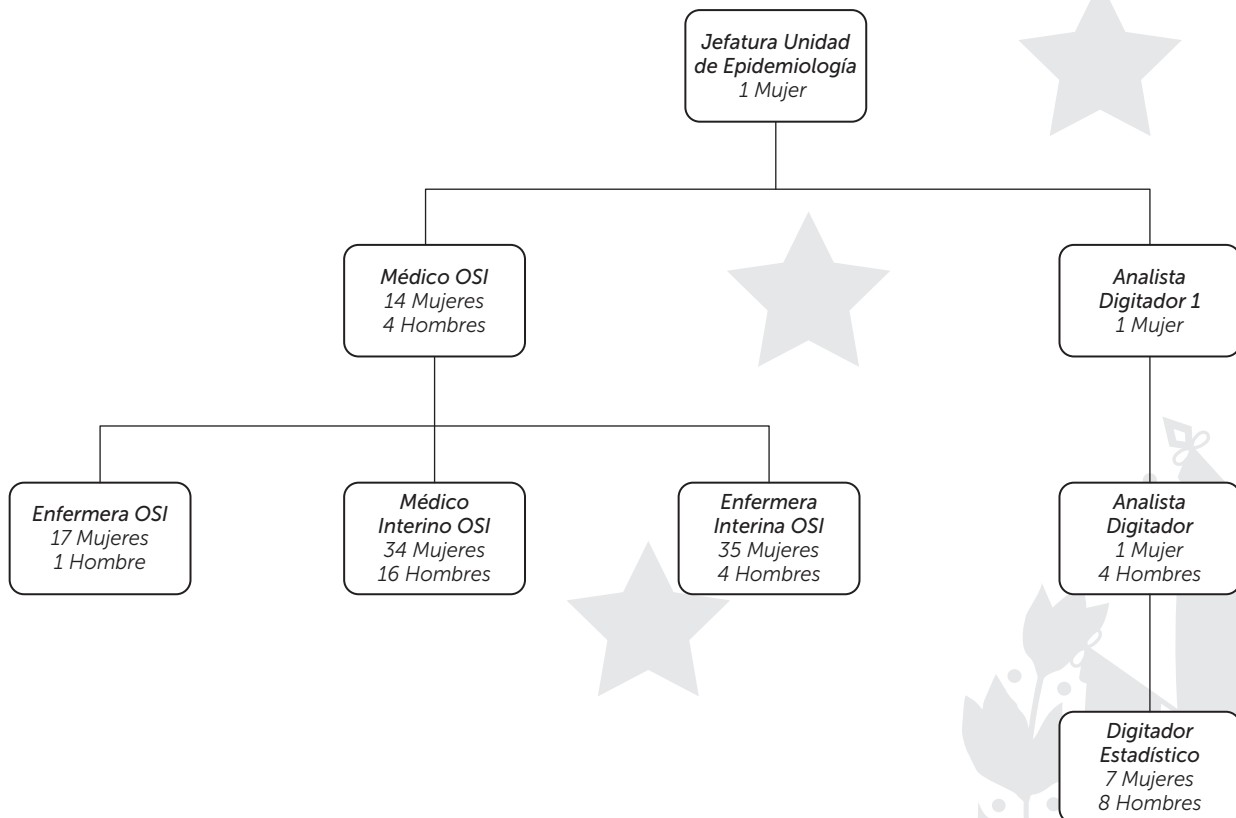 Jefatura Unidad
de Epidemiología
1 Mujer
Médico OSI
14 Mujeres
4 Hombres
Analista
Digitador 1
1 Mujer
Enfermera OSI
17 Mujeres
1 Hombre
Médico
Interino OSI
34 Mujeres
16 Hombres
Enfermera
Interina OSI
35 Mujeres
4 Hombres
Analista
Digitador
1 Mujer
4 Hombres
Digitador
Estadístico
7 Mujeres
8 Hombres